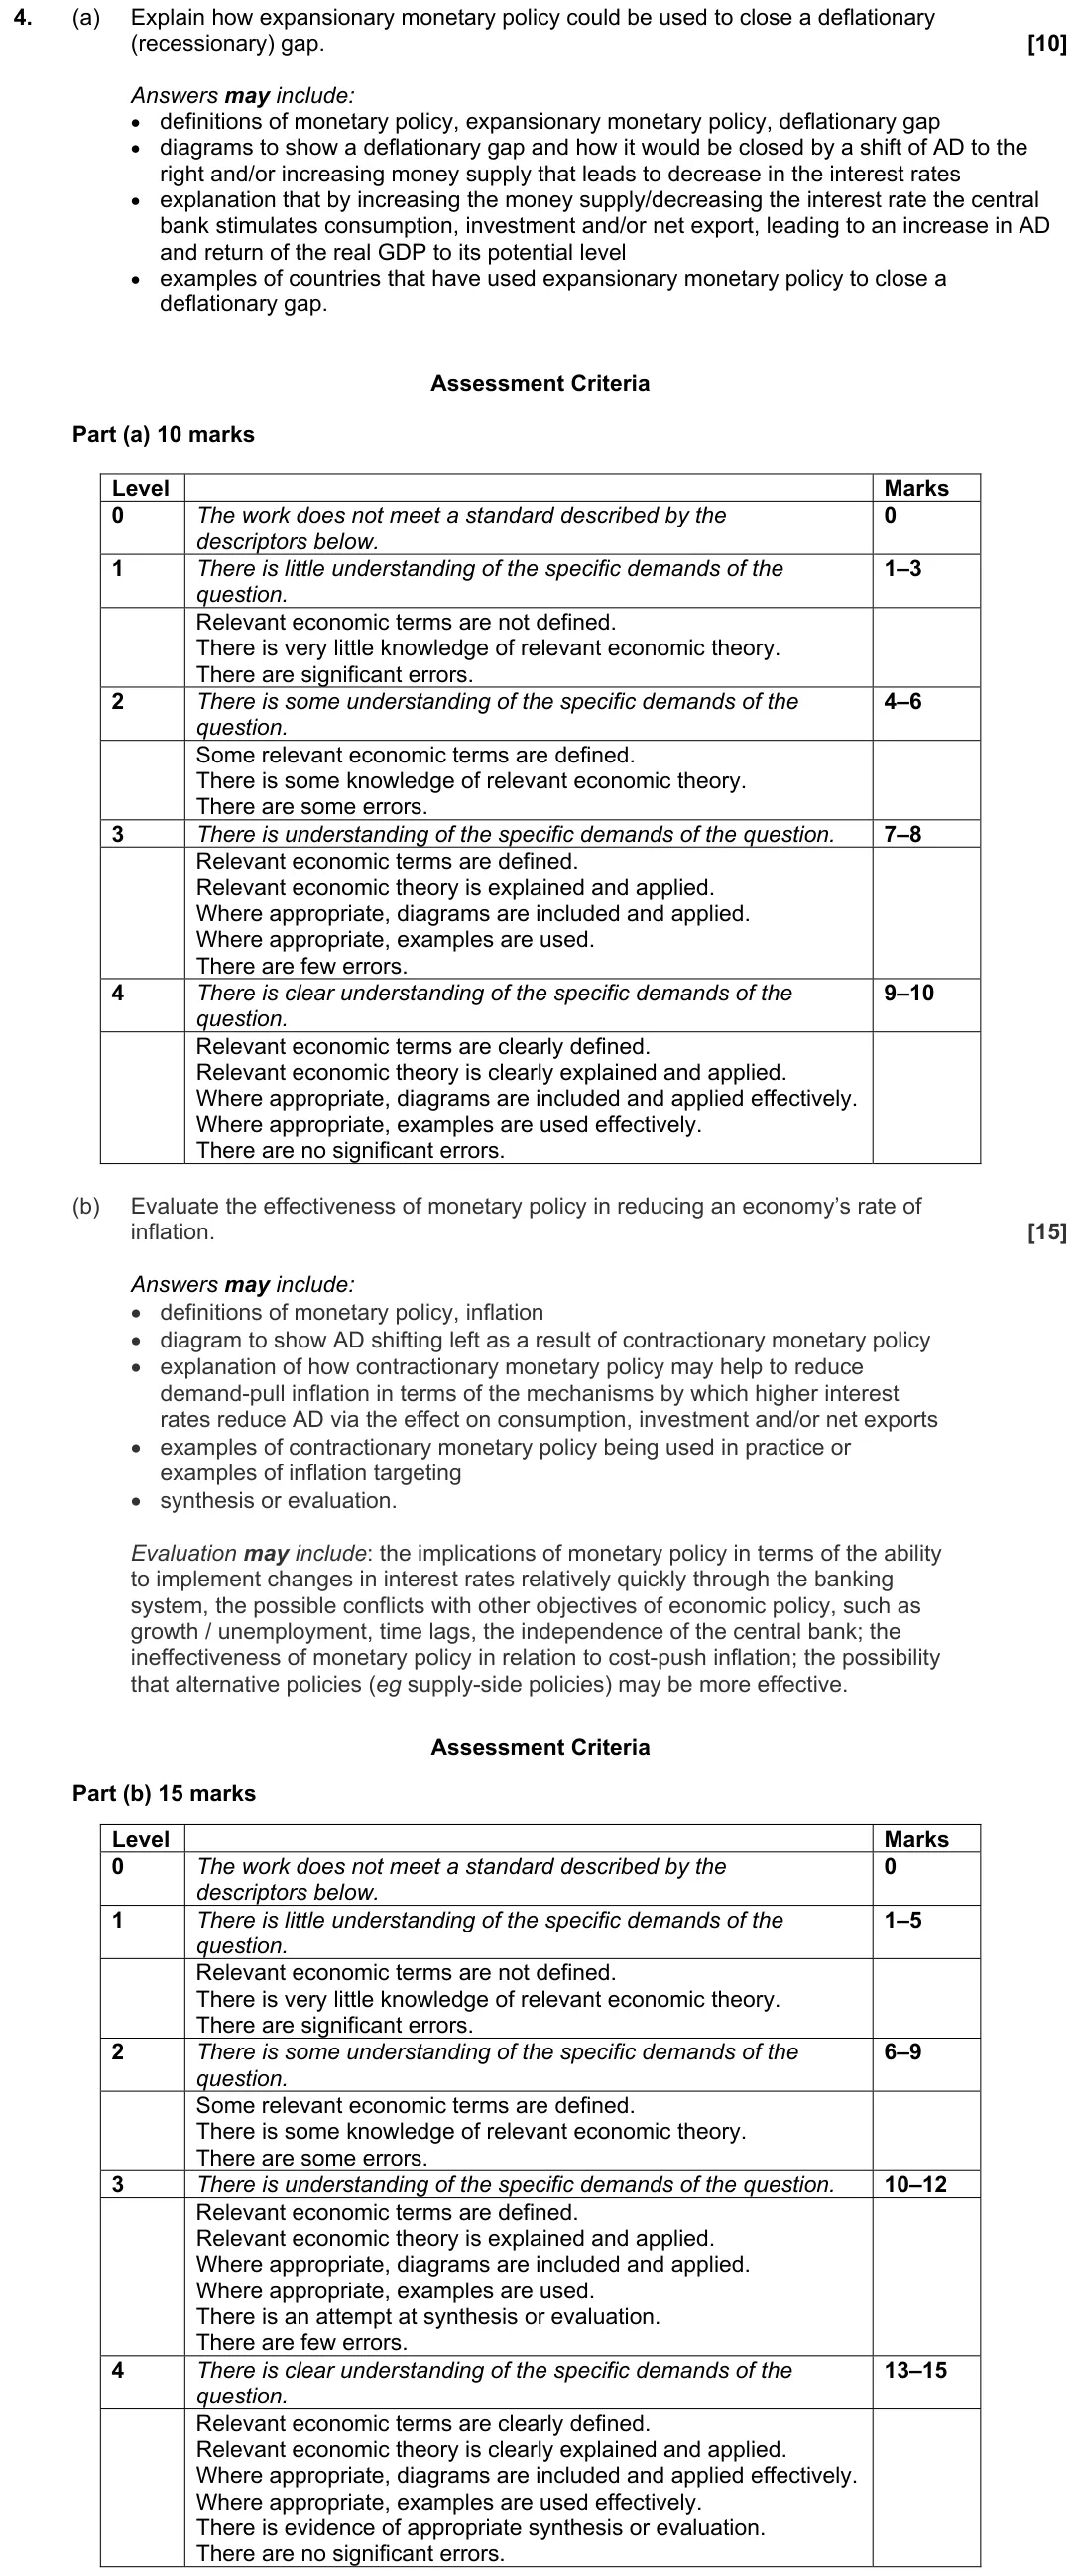 4. (a) Explain how expansionary monetary policy could be used to close a deflationary
(recessionary) gap. [10]
Answers may include:
• definitions of monetary policy, expansionary monetary policy, deflationary gap
• diagrams to show a deflationary gap and how it would be closed by a shift of AD to the
right and/or increasing money supply that leads to decrease in the interest rates
• explanation that by increasing the money supply/decreasing the interest rate the central
bank stimulates consumption, investment and/or net export, leading to an increase in AD
and return of the real GDP to its potential level
• examples of countries that have used expansionary monetary policy to close a
deflationary gap.
Assessment Criteria
Part (a) 10 marks
Level Marks
0 The work does not meet a standard described by the 0
descriptors below.
1 There is little understanding of the specific demands of the 1–3
question.
Relevant economic terms are not defined.
There is very little knowledge of relevant economic theory.
There are significant errors.
2 There is some understanding of the specific demands of the 4–6
question.
Some relevant economic terms are defined.
There is some knowledge of relevant economic theory.
There are some errors.
3 There is understanding of the specific demands of the question. 7–8
Relevant economic terms are defined.
Relevant economic theory is explained and applied.
Where appropriate, diagrams are included and applied.
Where appropriate, examples are used.
There are few errors.
4 There is clear understanding of the specific demands of the 9–10
question.
Relevant economic terms are clearly defined.
Relevant economic theory is clearly explained and applied.
Where appropriate, diagrams are included and applied effectively.
Where appropriate, examples are used effectively.
There are no significant errors.
(b) Evaluate the effectiveness of monetary policy in reducing an economy's rate of
inflation. [15]
Answers may include:
• definitions of monetary policy, inflation
• diagram to show AD shifting left as a result of contractionary monetary policy
• explanation of how contractionary monetary policy may help to reduce
demand-pull inflation in terms of the mechanisms by which higher interest
rates reduce AD via the effect on consumption, investment and/or net exports
• examples of contractionary monetary policy being used in practice or
examples of inflation targeting
• synthesis or evaluation.
Evaluation may include: the implications of monetary policy in terms of the ability
to implement changes in interest rates relatively quickly through the banking
system, the possible conflicts with other objectives of economic policy, such as
growth / unemployment, time lags, the independence of the central bank; the
ineffectiveness of monetary policy in relation to cost-push inflation; the possibility
that alternative policies (eg supply-side policies) may be more effective.
Assessment Criteria
Part (b) 15 marks
Level Marks
0 The work does not meet a standard described by the 0
descriptors below.
1 There is little understanding of the specific demands of the 1–5
question.
Relevant economic terms are not defined.
There is very little knowledge of relevant economic theory.
There are significant errors.
2 There is some understanding of the specific demands of the 6–9
question.
Some relevant economic terms are defined.
There is some knowledge of relevant economic theory.
There are some errors.
3 There is understanding of the specific demands of the question. 10–12
Relevant economic terms are defined.
Relevant economic theory is explained and applied.
Where appropriate, diagrams are included and applied.
Where appropriate, examples are used.
There is an attempt at synthesis or evaluation.
There are few errors.
4 There is clear understanding of the specific demands of the 13–15
question.
Relevant economic terms are clearly defined.
Relevant economic theory is clearly explained and applied.
Where appropriate, diagrams are included and applied effectively.
Where appropriate, examples are used effectively.
There is evidence of appropriate synthesis or evaluation.
There are no significant errors.